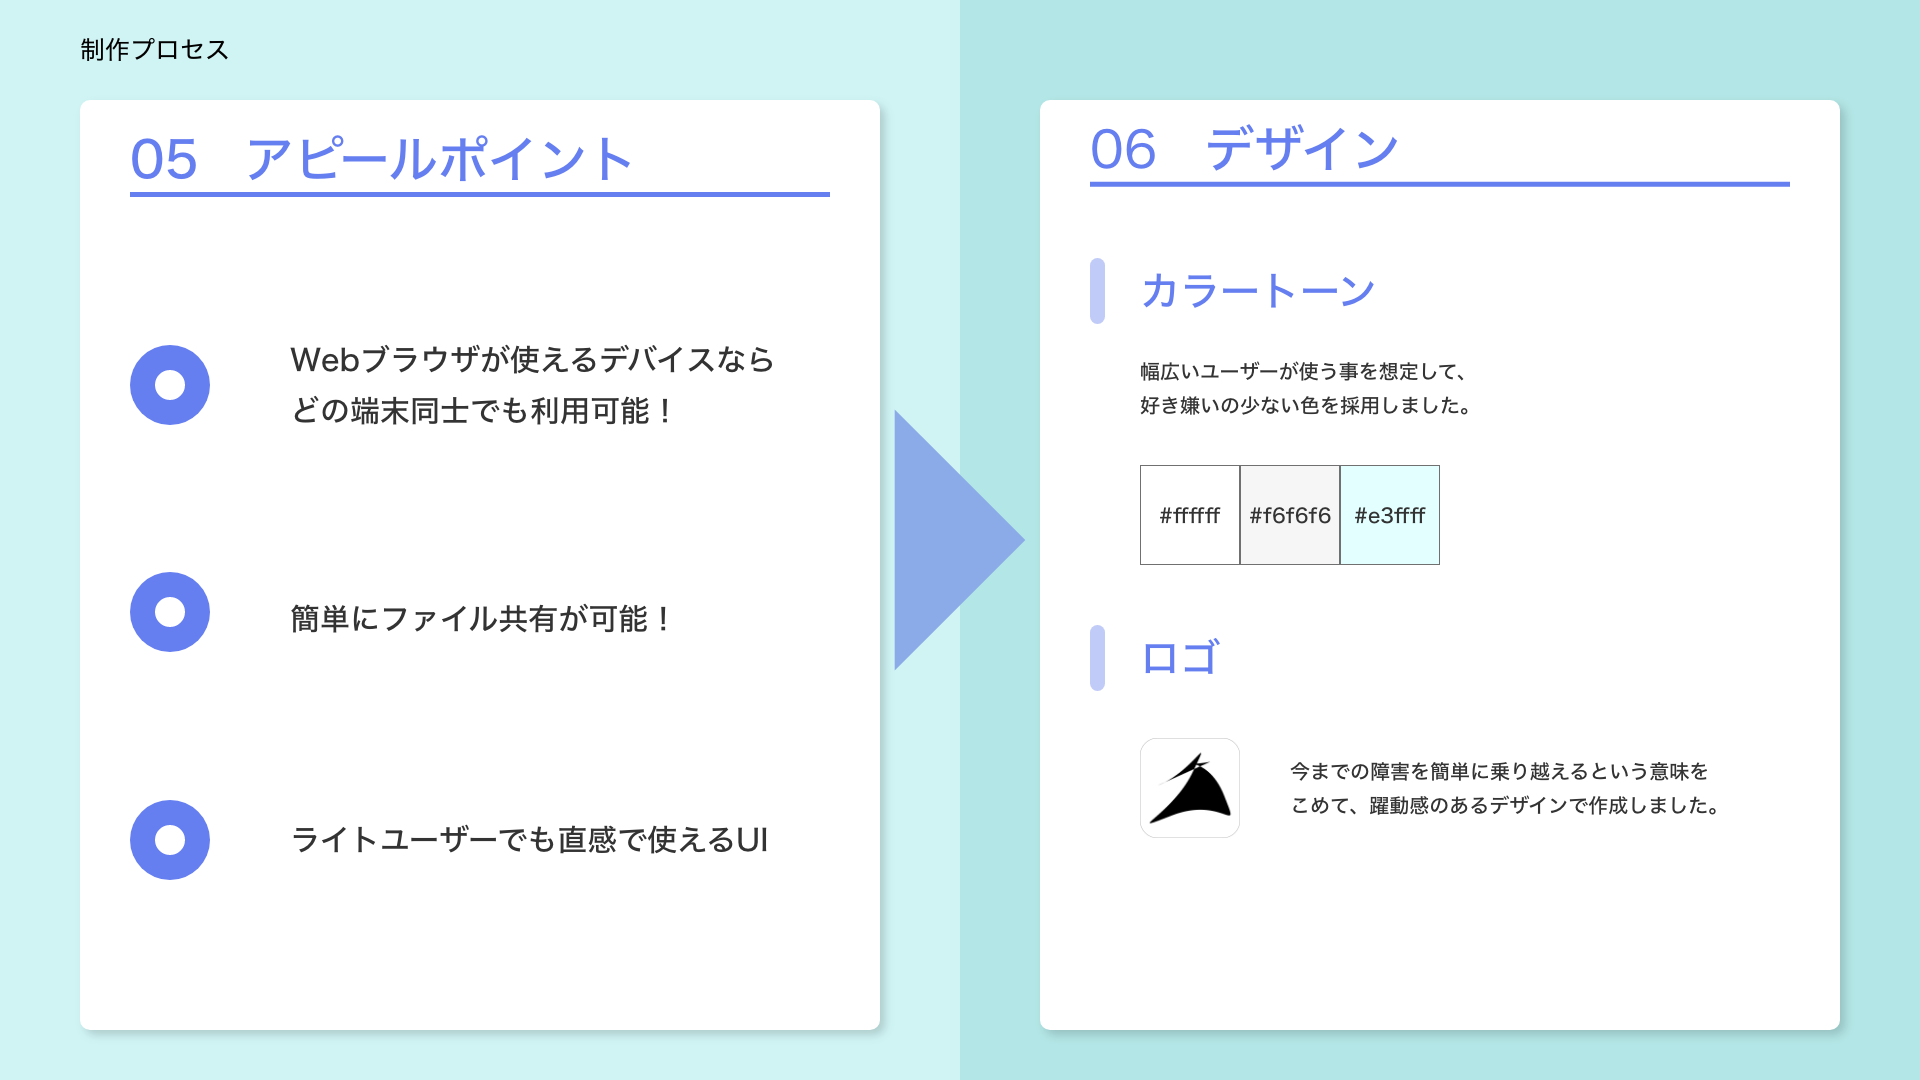 制作プロセス
05　アピールポイント
Webブラウザが使えるデバイスなら
どの端末同士でも利用可能！
簡単にファイル共有が可能！
ライトユーザーでも直感で使えるUI
06　デザイン
カラートーン
幅広いユーザーが使う事を想定して、
好き嫌いの少ない色を採用しました。
#ffffff #f6f6f6 #e3ffff
ロゴ
今までの障害を簡単に乗り越えるという意味を
こめて、躍動感のあるデザインで作成しました。